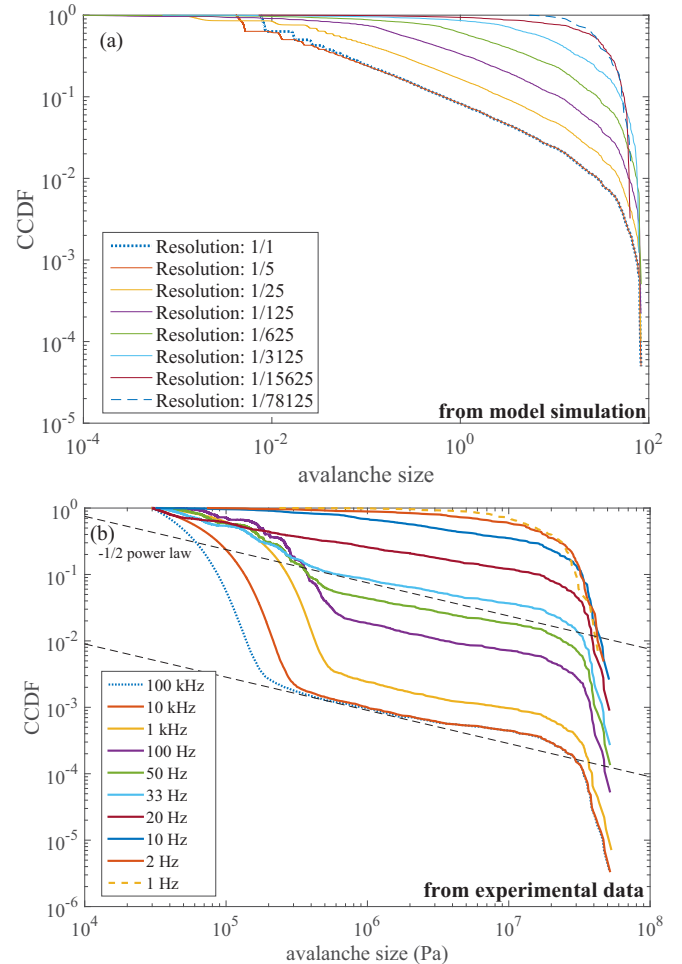 10^0
(a)
10^-1
10^-2
CCDF
10^-3
Resolution: 1/1
Resolution: 1/5
Resolution: 1/25
Resolution: 1/125
Resolution: 1/625
Resolution: 1/3125
Resolution: 1/15625
Resolution: 1/78125
10^-4
from model simulation
10^-5
10^-4
10^-2
10^0
10^2
avalanche size
10^0
(b)
-1/2 power law
10^-1
10^-2
CCDF
10^-3
100 kHz
10 kHz
1 kHz
100 Hz
50 Hz
33 Hz
20 Hz
10 Hz
2 Hz
1 Hz
10^-4
10^-5
from experimental data
10^-6
10^4
10^5
10^6
10^7
10^8
avalanche size (Pa)